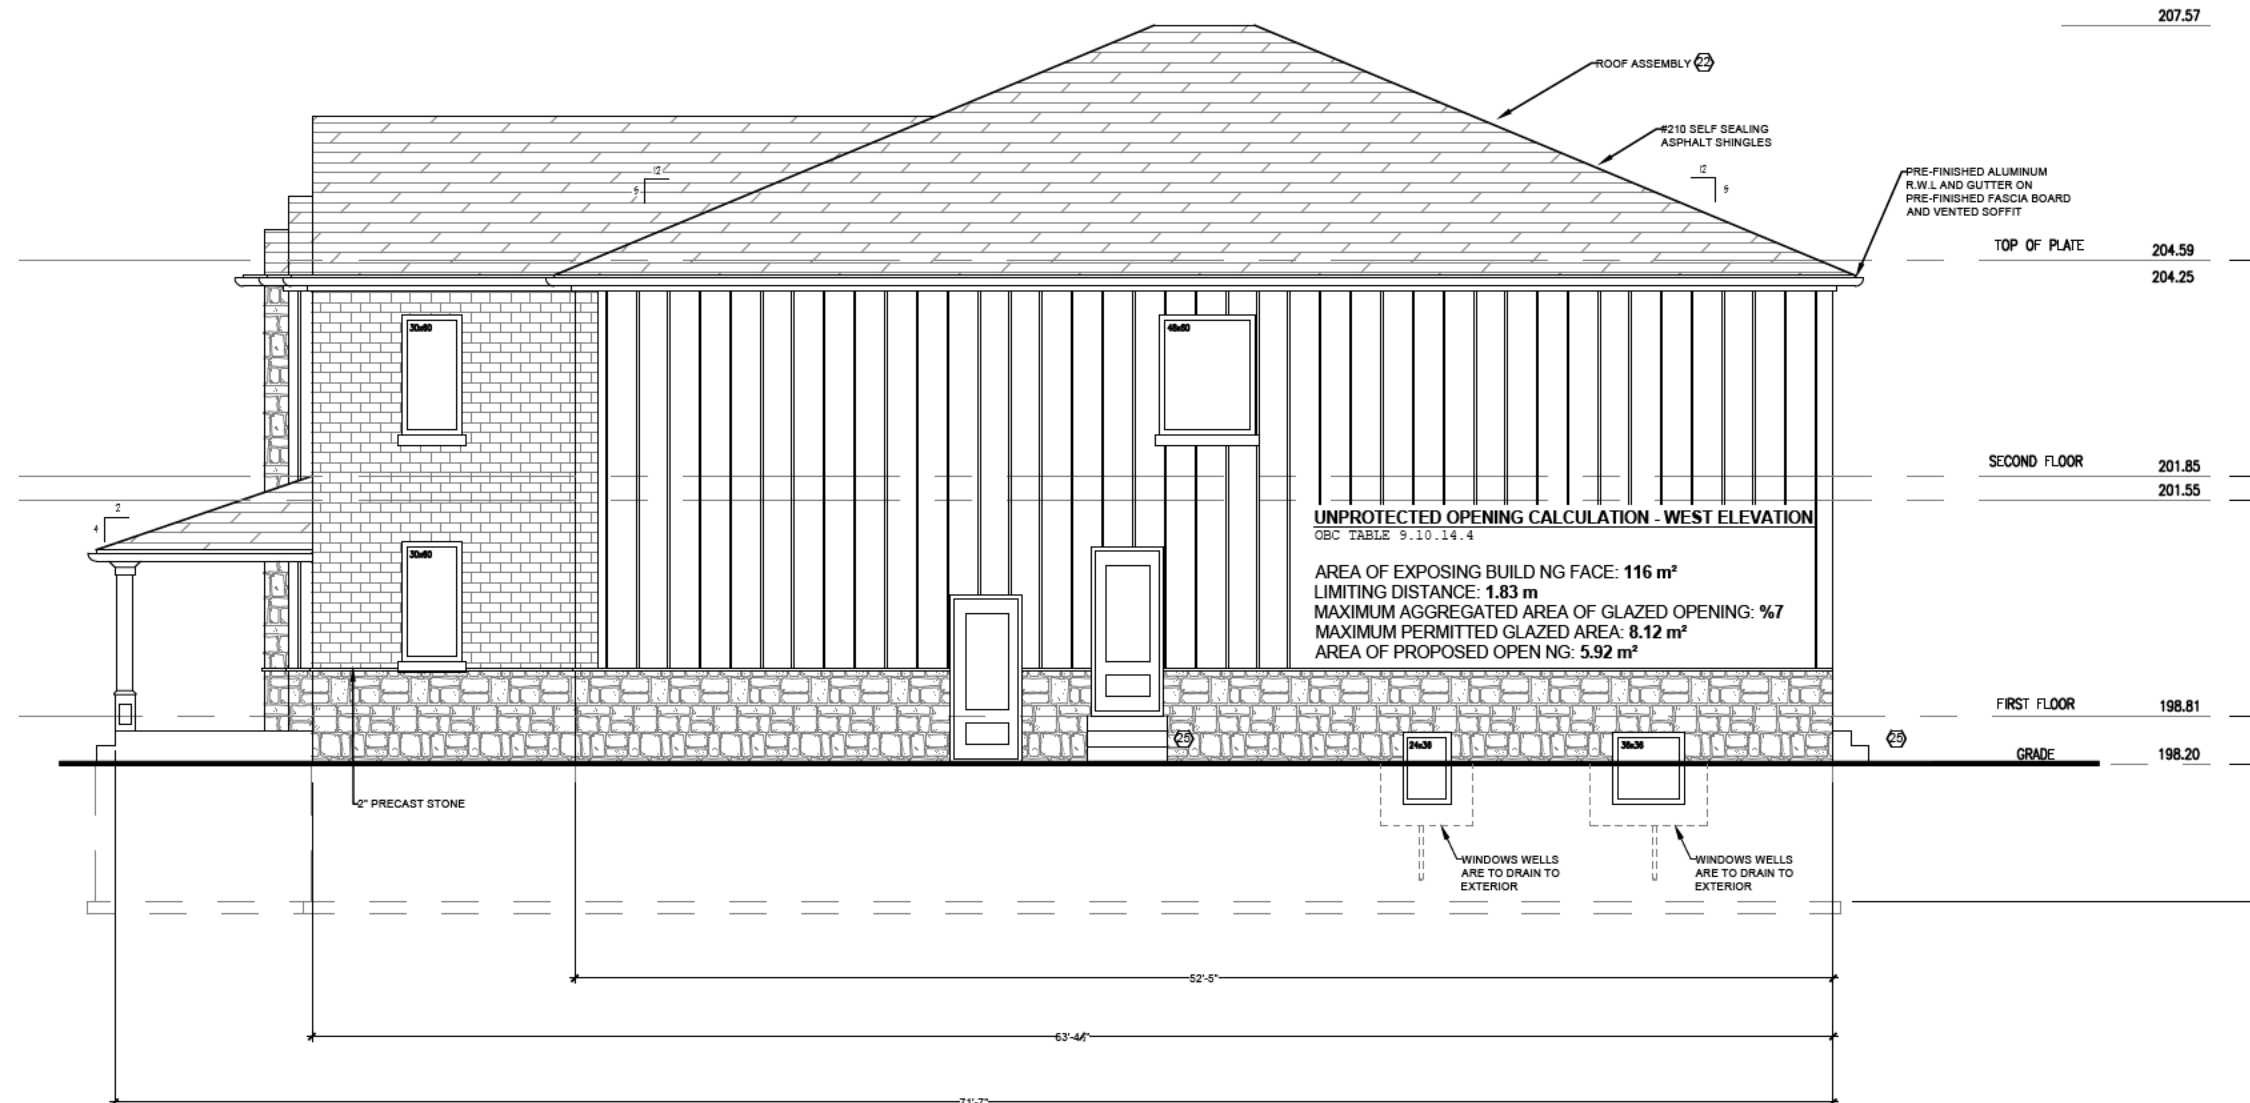 207.57
ROOF ASSEMBLY 22
#210 SELF SEALING
ASPHALT SHINGLES
12
5
12
5
PRE-FINISHED ALUMINUM
R.W.L AND GUTTER ON
PRE-FINISHED FASCIA BOARD
AND VENTED SOFFIT
TOP OF PLATE 204.59
204.25
30x60
48x60
SECOND FLOOR 201.85
201.55
2
4
30x60
UNPROTECTED OPENING CALCULATION - WEST ELEVATION
OBC TABLE 9.10.14.4
AREA OF EXPOSING BUILD NG FACE: 116 m²
LIMITING DISTANCE: 1.83 m
MAXIMUM AGGREGATED AREA OF GLAZED OPENING: %7
MAXIMUM PERMITTED GLAZED AREA: 8.12 m²
AREA OF PROPOSED OPEN NG: 5.92 m²
FIRST FLOOR 198.81
25
25
24x36
36x36
GRADE 198.20
2" PRECAST STONE
WINDOWS WELLS
ARE TO DRAIN TO
EXTERIOR
WINDOWS WELLS
ARE TO DRAIN TO
EXTERIOR
52'-5"
71'-7"